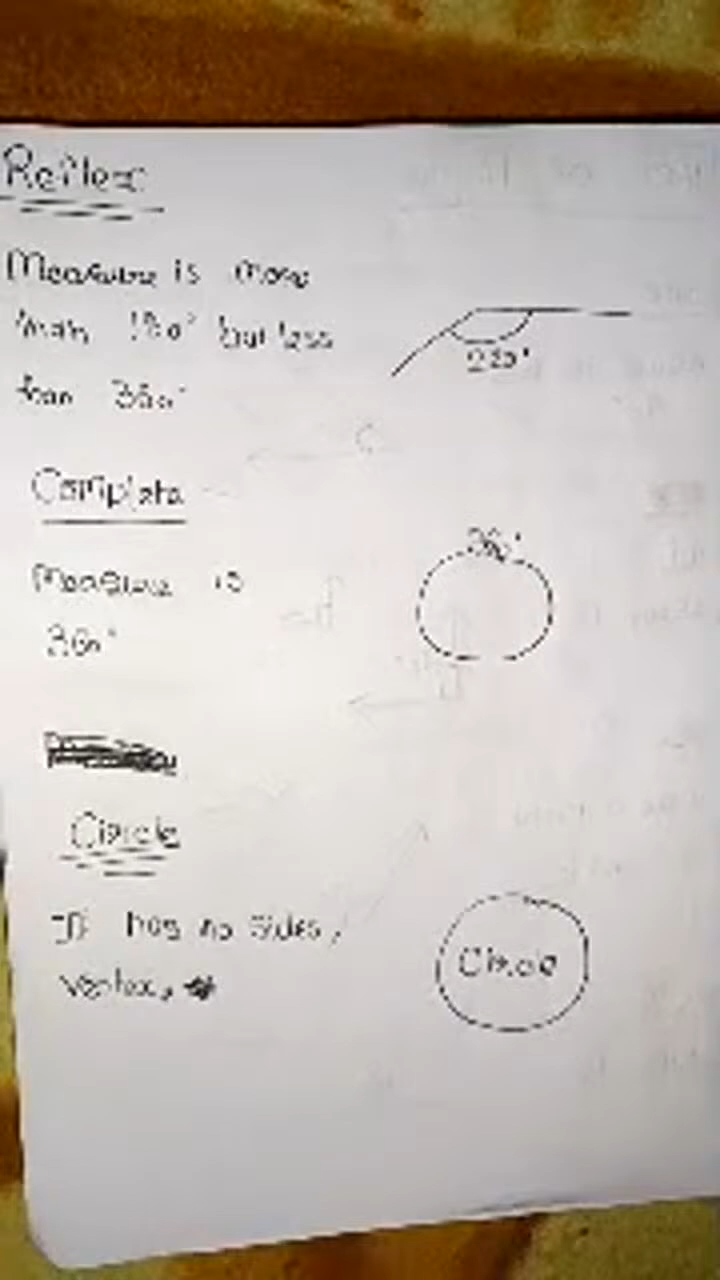 Reflex
Measure is more
than 180° but less
than 360°
220°
Complete
Measure is
360°
360°
Circle
It has no sides,
vertex,
Circle